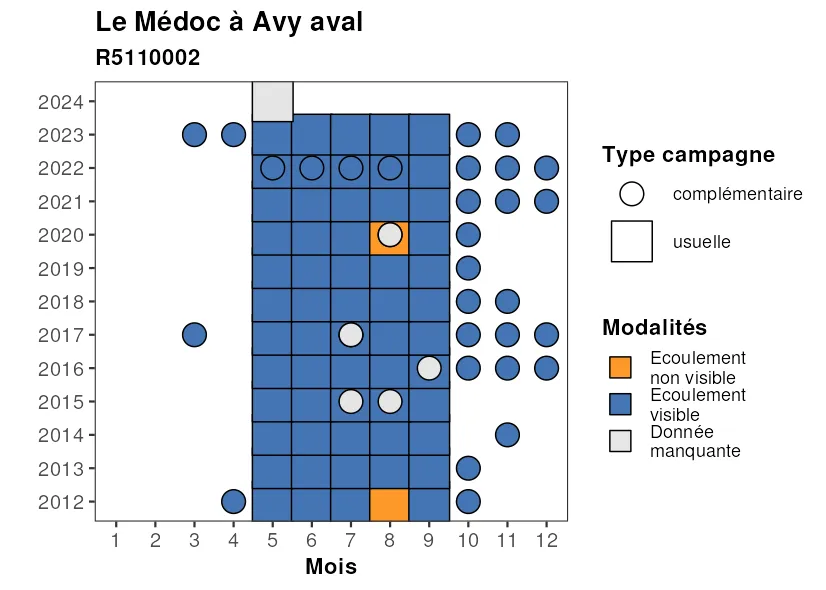 Le Médoc à Avy aval
R5110002
2024
2023
2022
2021
2020
2019
2018
2017
2016
2015
2014
2013
2012
1 2 3 4 5 6 7 8 9 10 11 12
Mois
Type campagne
complémentaire
usuelle
Modalités
Ecoulement
non visible
Ecoulement
visible
Donnée
manquante